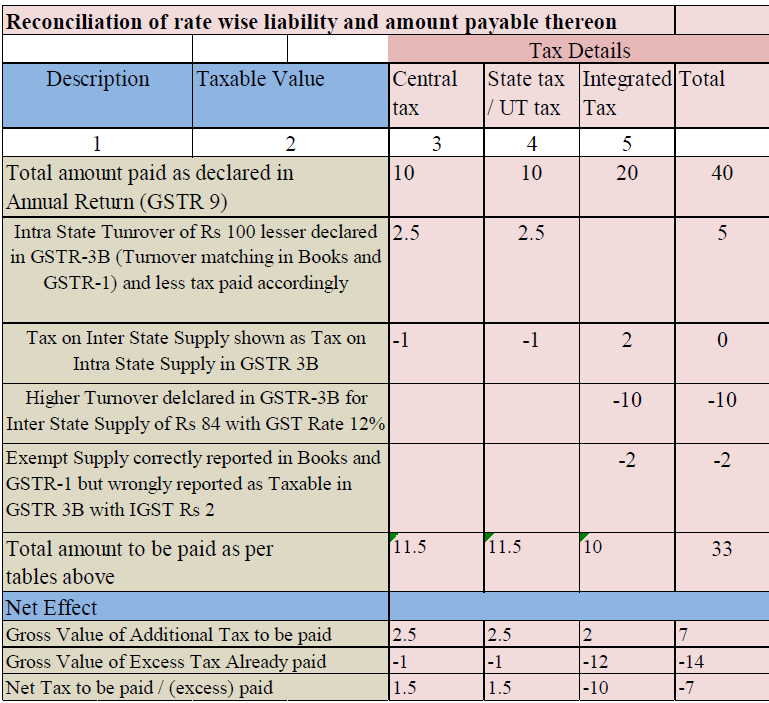 Reconciliation of rate wise liability and amount payable thereon
Tax Details
Description Taxable Value Central tax State tax / UT tax Integrated Tax Total
1 2 3 4 5
Total amount paid as declared in
Annual Return (GSTR 9) 10 10 20 40
Intra State Tunrover of Rs 100 lesser declared 2.5 2.5 5
in GSTR-3B (Turnover matching in Books and
GSTR-1) and less tax paid accordingly
Tax on Inter State Supply shown as Tax on -1 -1 2 0
Intra State Supply in GSTR 3B
Higher Turnover delclared in GSTR-3B for -10 -10
Inter State Supply of Rs 84 with GST Rate 12%
Exempt Supply correctly reported in Books and -2 -2
GSTR-1 but wrongly reported as Taxable in
GSTR 3B with IGST Rs 2
Total amount to be paid as per 11.5 11.5 10 33
tables above
Net Effect
Gross Value of Additional Tax to be paid 2.5 2.5 2 7
Gross Value of Excess Tax Already paid -1 -1 -12 -14
Net Tax to be paid / (excess) paid 1.5 1.5 -10 -7